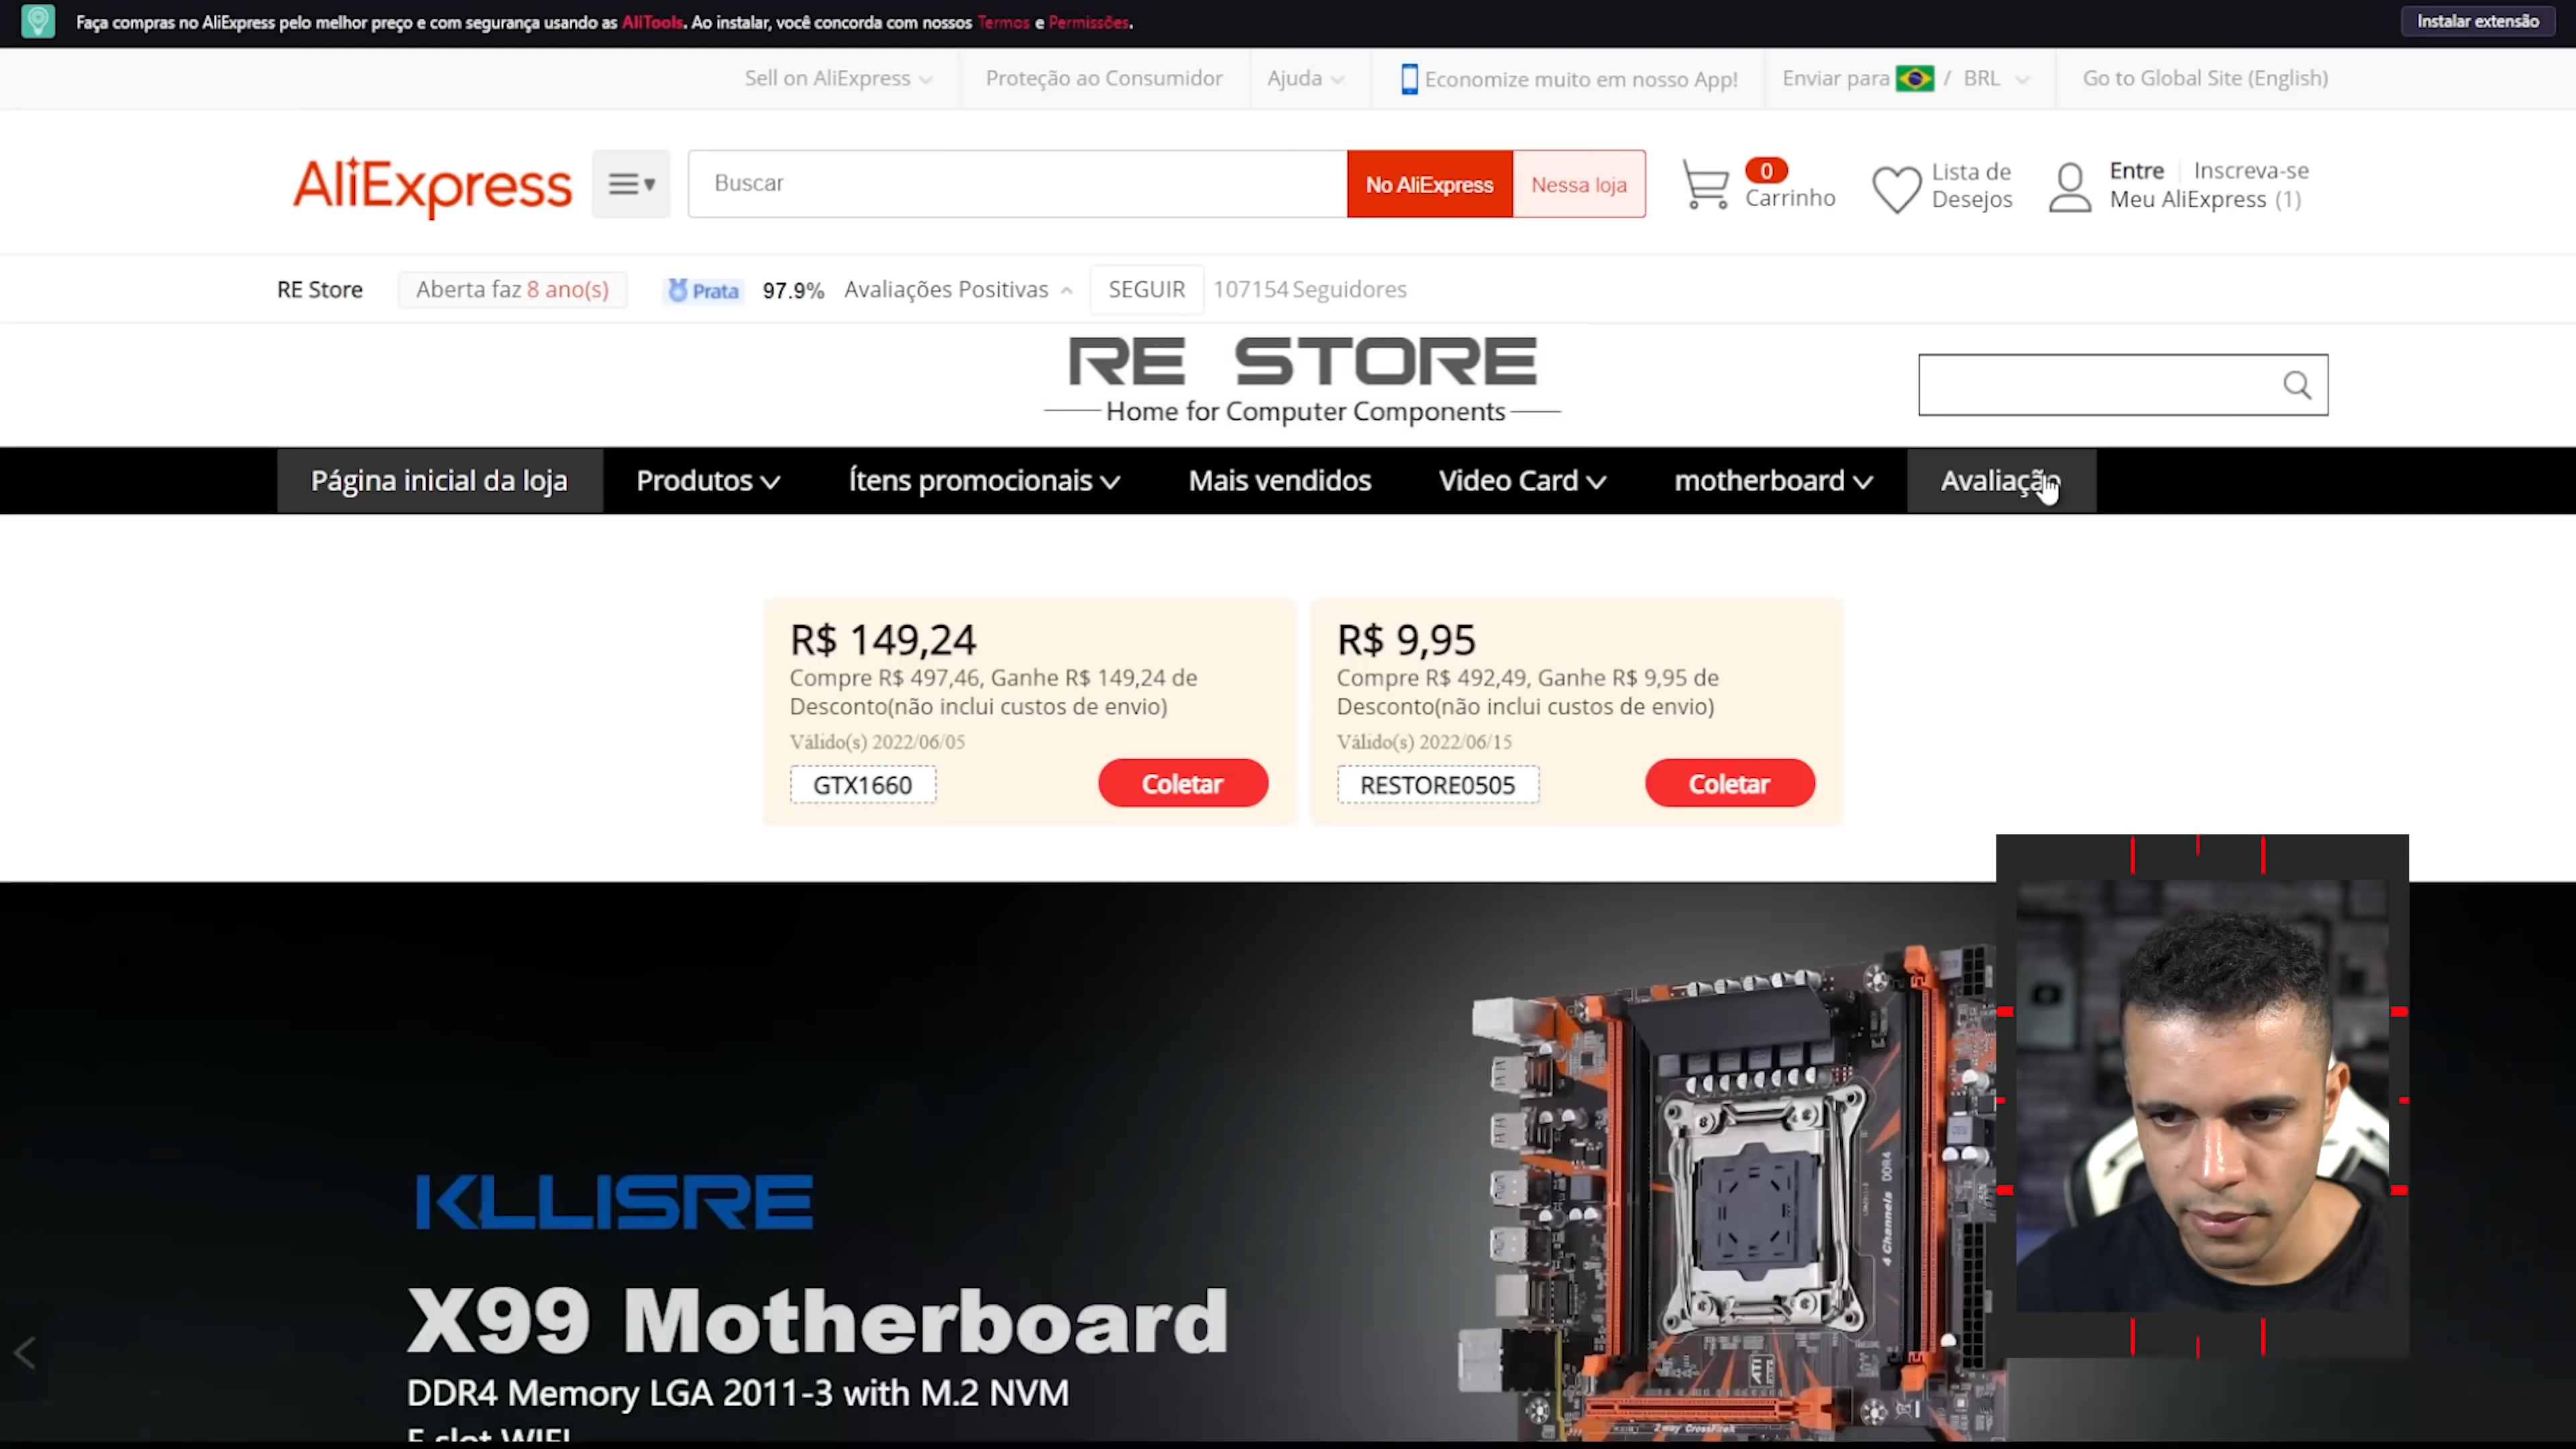 Faça compras no AliExpress pelo melhor preço e com segurança usando as AliTools. Ao instalar, você concorda com nossos Termos e Permissões.
Instalar extensão
Sell on AliExpress
Proteção ao Consumidor
Ajuda
Economize muito em nosso App!
Enviar para / BRL
Go to Global Site (English)
AliExpress
Buscar
No AliExpress
Nessa loja
0
Carrinho
Lista de
Desejos
Entre
Inscreva-se
Meu AliExpress (1)
RE Store
Aberta faz 8 ano(s)
Prata
97.9% Avaliações Positivas
SEGUIR
107154 Seguidores
RE STORE
Home for Computer Components
Página inicial da loja
Produtos
Ítens promocionais
Mais vendidos
Video Card
motherboard
Avaliação
R$ 149,24
Compre R$ 497,46, Ganhe R$ 149,24 de
Desconto(não inclui custos de envio)
Válido(s) 2022/06/05
GTX1660
Coletar
R$ 9,95
Compre R$ 492,49, Ganhe R$ 9,95 de
Desconto(não inclui custos de envio)
Válido(s) 2022/06/15
RESTORE0505
Coletar
KLLISRE
X99 Motherboard
DDR4 Memory LGA 2011-3 with M.2 NVM
4 Channels DDR4
2way CrossFireX